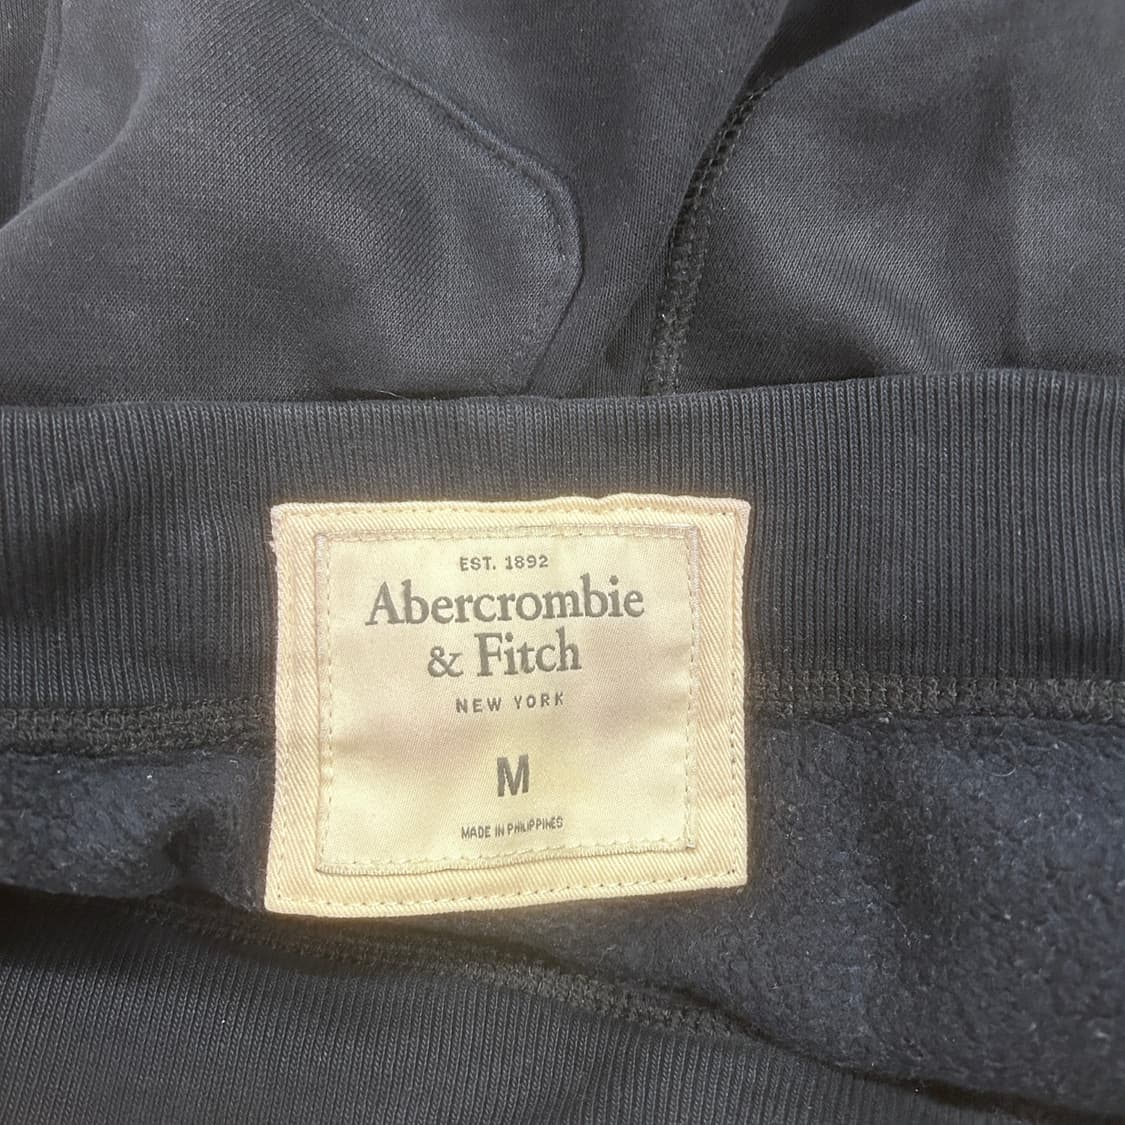 EST. 1892
Abercrombie
& Fitch
NEW YORK
M
MADE IN PHILIPPINES